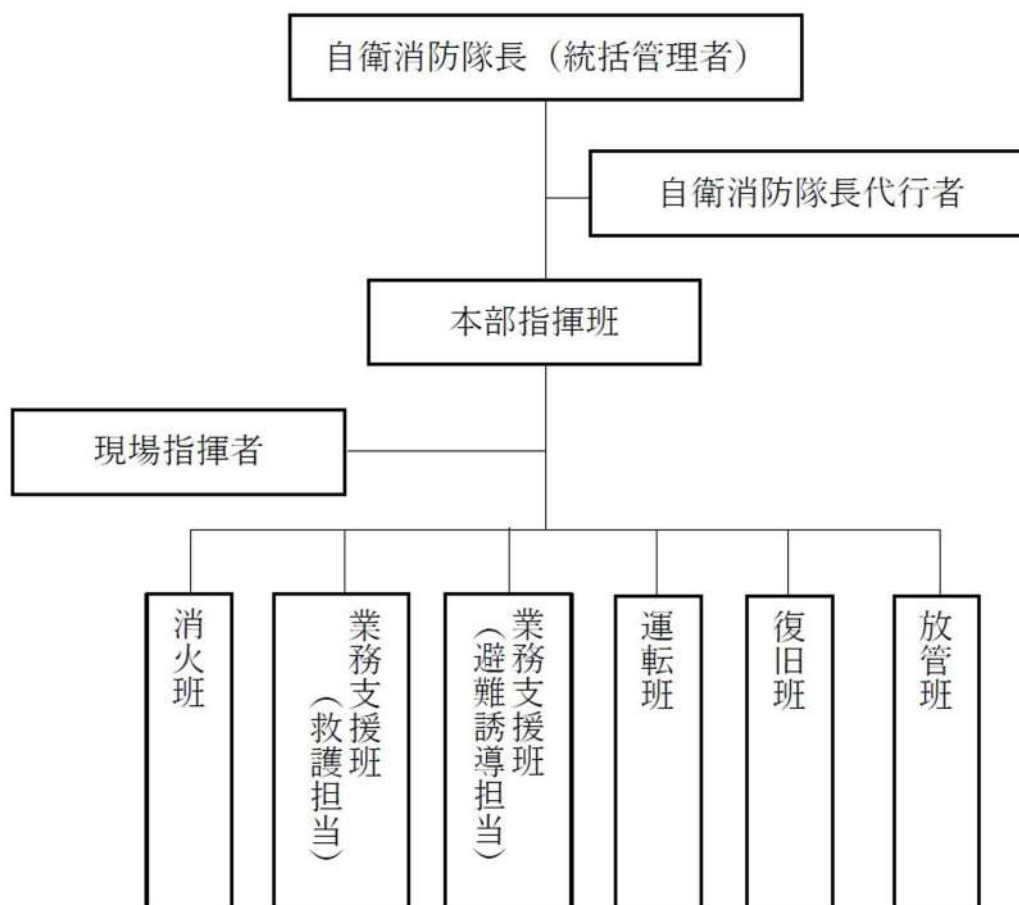 自衛消防隊長（統括管理者）
自衛消防隊長代行者
本部指揮班
現場指揮者
消火班
業務支援班
（救護担当）
業務支援班
（避難誘導担当）
運転班
復旧班
放管班